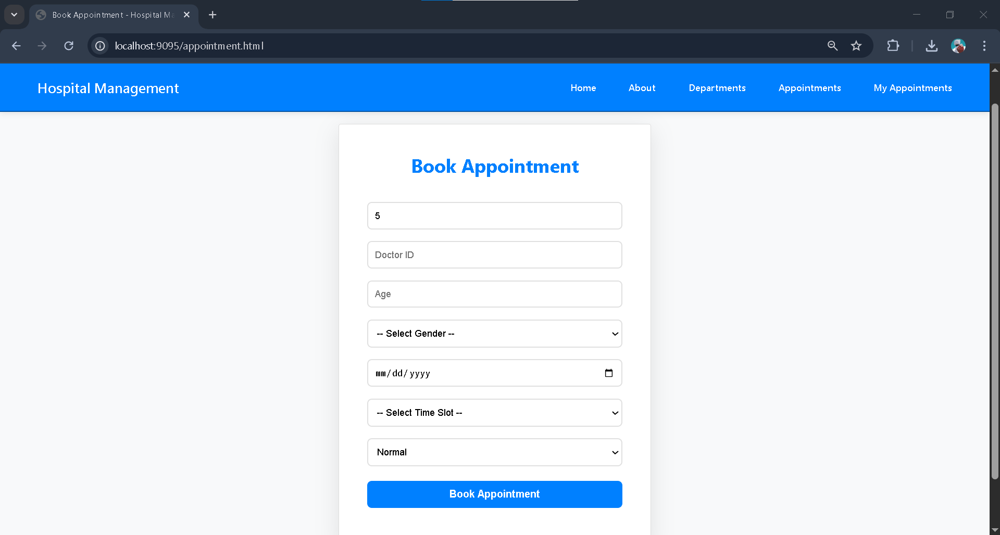 Book Appointment - Hospital Ma
localhost:9095/appointment.html
Hospital Management
Home
About
Departments
Appointments
My Appointments
Book Appointment
5
Doctor ID
Age
-- Select Gender --
mm/dd/yyyy
-- Select Time Slot --
Normal
Book Appointment